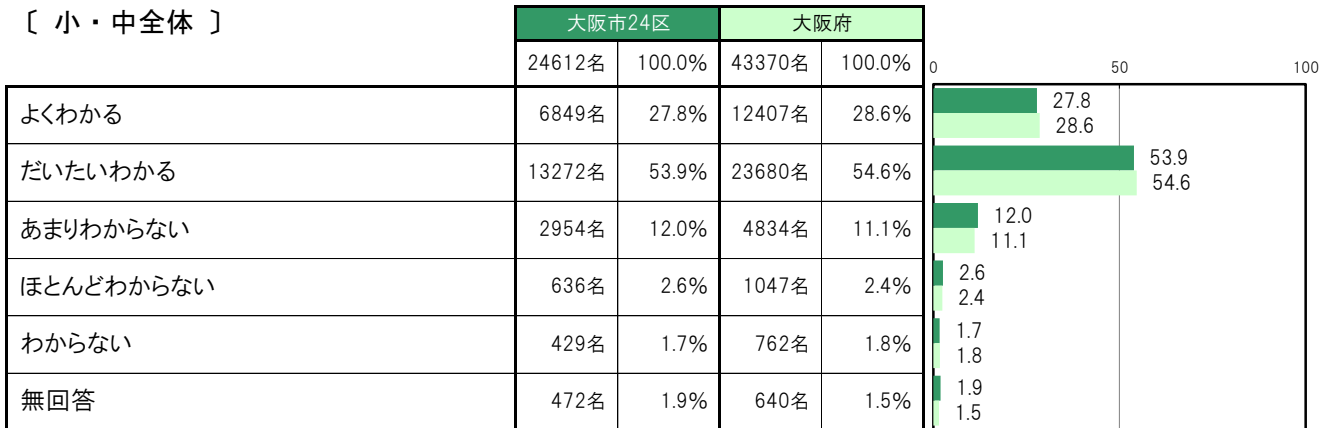 〔 小・中全体 〕
大阪市24区 大阪府
24612名 100.0% 43370名 100.0%
0 50 100
よくわかる 6849名 27.8% 12407名 28.6% 27.8
28.6
だいたいわかる 13272名 53.9% 23680名 54.6% 53.9
54.6
あまりわからない 2954名 12.0% 4834名 11.1% 12.0
11.1
ほとんどわからない 636名 2.6% 1047名 2.4% 2.6
2.4
わからない 429名 1.7% 762名 1.8% 1.7
1.8
無回答 472名 1.9% 640名 1.5% 1.9
1.5